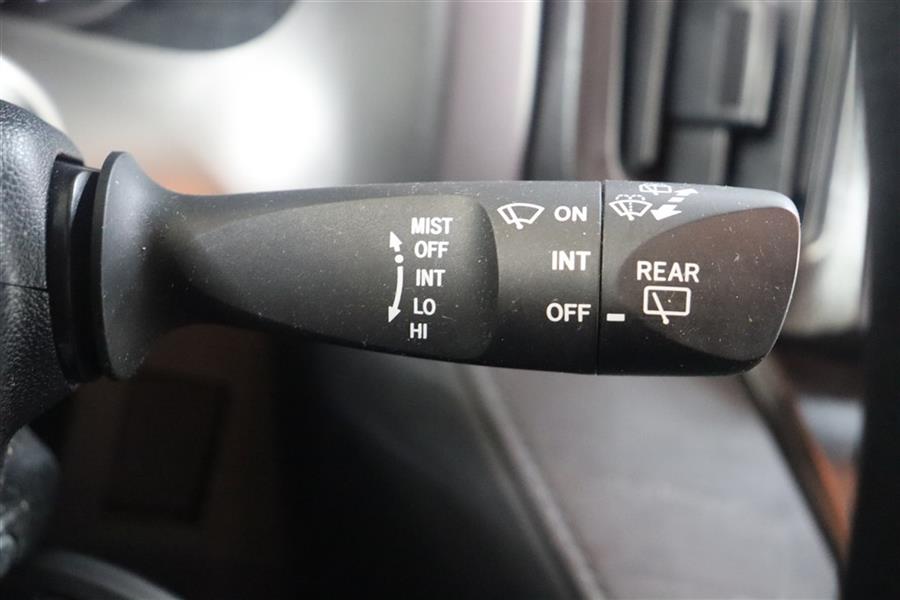 MIST
OFF
INT
LO
HI
ON
INT
OFF
REAR